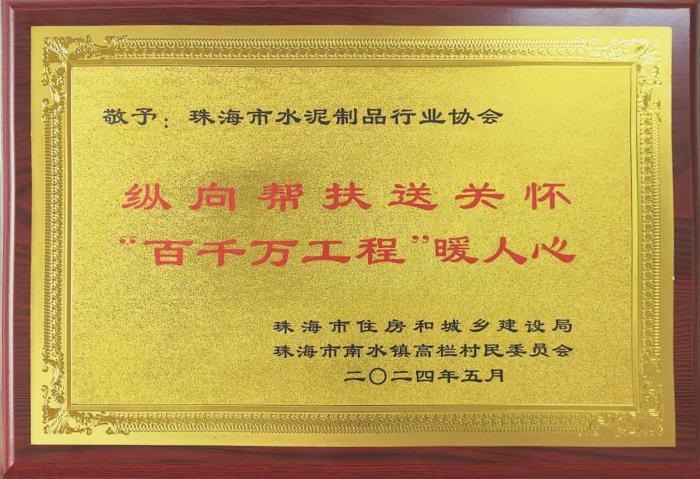 敬予：珠海市水泥制品行业协会
纵向帮扶送关怀
“百千万工程”暖人心
珠海市住房和城乡建设局
珠海市南水镇高栏村民委员会
二〇二四年五月